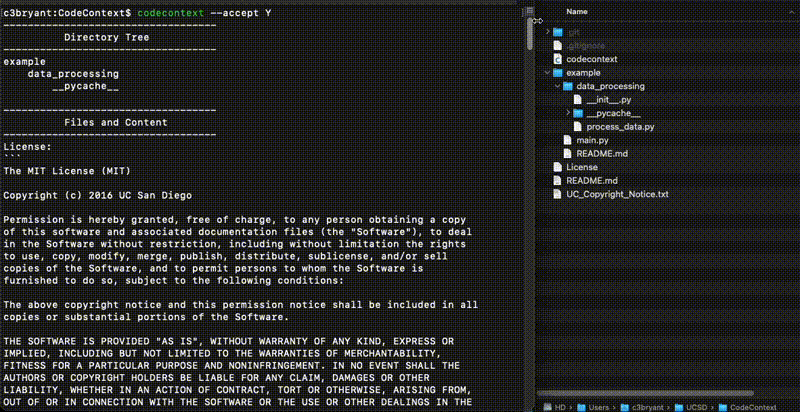 c3bryant:CodeContext$ codecontext --accept Y
-----------------------------------
Directory Tree
-----------------------------------
example
data_processing
__pycache__
-----------------------------------
Files and Content
-----------------------------------
License:
```
The MIT License (MIT)
Copyright (c) 2016 UC San Diego
Permission is hereby granted, free of charge, to any person obtaining a copy
of this software and associated documentation files (the "Software"), to deal
in the Software without restriction, including without limitation the rights
to use, copy, modify, merge, publish, distribute, sublicense, and/or sell
copies of the Software, and to permit persons to whom the Software is
furnished to do so, subject to the following conditions:
The above copyright notice and this permission notice shall be included in all
copies or substantial portions of the Software.
THE SOFTWARE IS PROVIDED "AS IS", WITHOUT WARRANTY OF ANY KIND, EXPRESS OR
IMPLIED, INCLUDING BUT NOT LIMITED TO THE WARRANTIES OF MERCHANTABILITY,
FITNESS FOR A PARTICULAR PURPOSE AND NONINFRINGEMENT. IN NO EVENT SHALL THE
AUTHORS OR COPYRIGHT HOLDERS BE LIABLE FOR ANY CLAIM, DAMAGES OR OTHER
LIABILITY, WHETHER IN AN ACTION OF CONTRACT, TORT OR OTHERWISE, ARISING FROM,
OUT OF OR IN CONNECTION WITH THE SOFTWARE OR THE USE OR OTHER DEALINGS IN THE
Name
.git
.gitignore
codecontext
example
data_processing
__init__.py
__pycache__
process_data.py
main.py
README.md
License
README.md
UC_Copyright_Notice.txt
HD › Users › c3bryant › UCSD › CodeContext